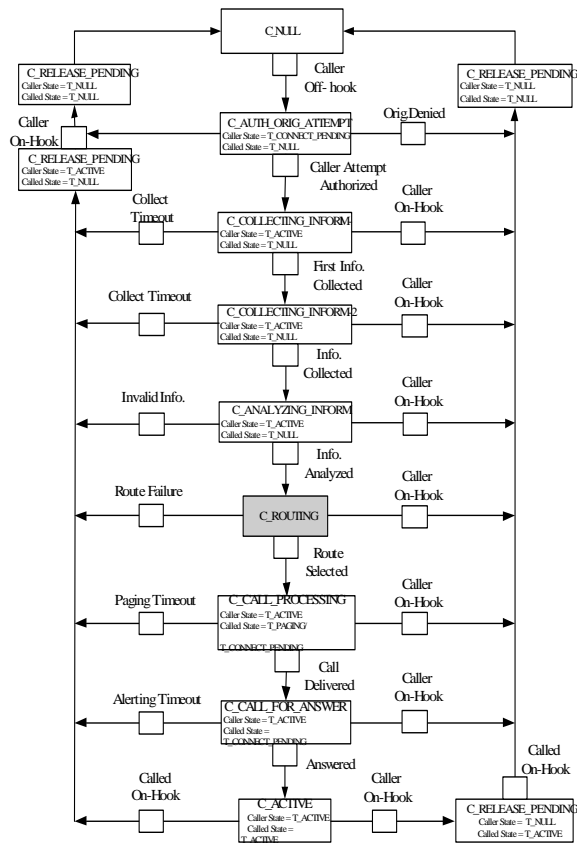 C_NULL
C_RELEASE_PENDING
Caller State = T_NULL
Called State = T_NULL
Caller
Off- hook
C_RELEASE_PENDING
Caller State = T_NULL
Called State = T_NULL
Caller
On-Hook
C_AUTH_ORIG_ATTEMPT
Caller State = T_CONNECT_PENDING
Called State = T_NULL
Orig.Denied
C_RELEASE_PENDING
Caller State = T_ACTIVE
Called State = T_NULL
Caller Attempt
Authorized
Collect
Timeout
C_COLLECTING_INFORM-
Caller State = T_ACTIVE
Called State = T_NULL
Caller
On-Hook
First Info.
Collected
Collect Timeout
C_COLLECTING_INFORM-2
Caller State = T_ACTIVE
Called State = T_NULL
Caller
On-Hook
Info.
Collected
Invalid Info.
C_ANALYZING_INFORM
Caller State = T_ACTIVE
Called State = T_NULL
Caller
On-Hook
Info.
Analyzed
Route Failure
C_ROUTING
Caller
On-Hook
Route
Selected
Paging Timeout
C_CALL_PROCESSING
Caller State = T_ACTIVE
Called State = T_PAGING/
T_CONNECT_PENDING
Caller
On-Hook
Call
Delivered
Alerting Timeout
C_CALL_FOR_ANSWER
Caller State = T_ACTIVE
Called State =
T_CONNECT_PENDING
Caller
On-Hook
Answered
Called
On-Hook
Called
On-Hook
C_ACTIVE
Caller State = T_ACTIVE
Called State =
T_ACTIVE
Caller
On-Hook
C_RELEASE_PENDING
Caller State = T_NULL
Called State = T_ACTIVE